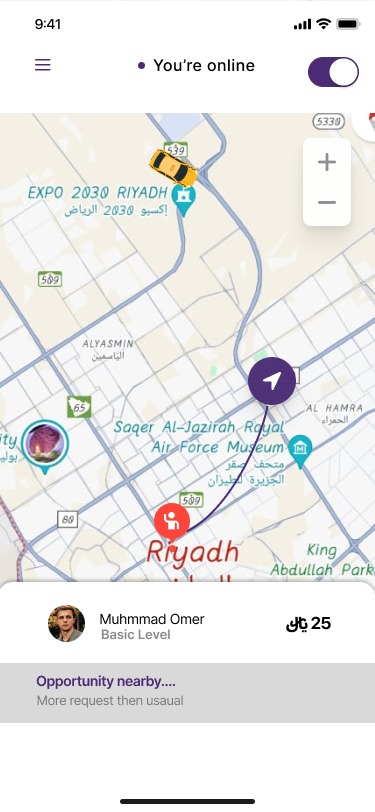 9:41
You're online
5330
539
EXPO 2030 RIYADH
إكسبو 2030 الرياض
509
ALYASMIN
الياسمين
65
AL HAMRA
الحمراء
Saqer Al-Jazirah Royal
Air Force Museum
متحف صقر
الجزيرة للطيران
509
80
Riyadh
King
Abdullah Park
Muhmmad Omer
Basic Level
ريال 25
Opportunity nearby....
More request then usaual